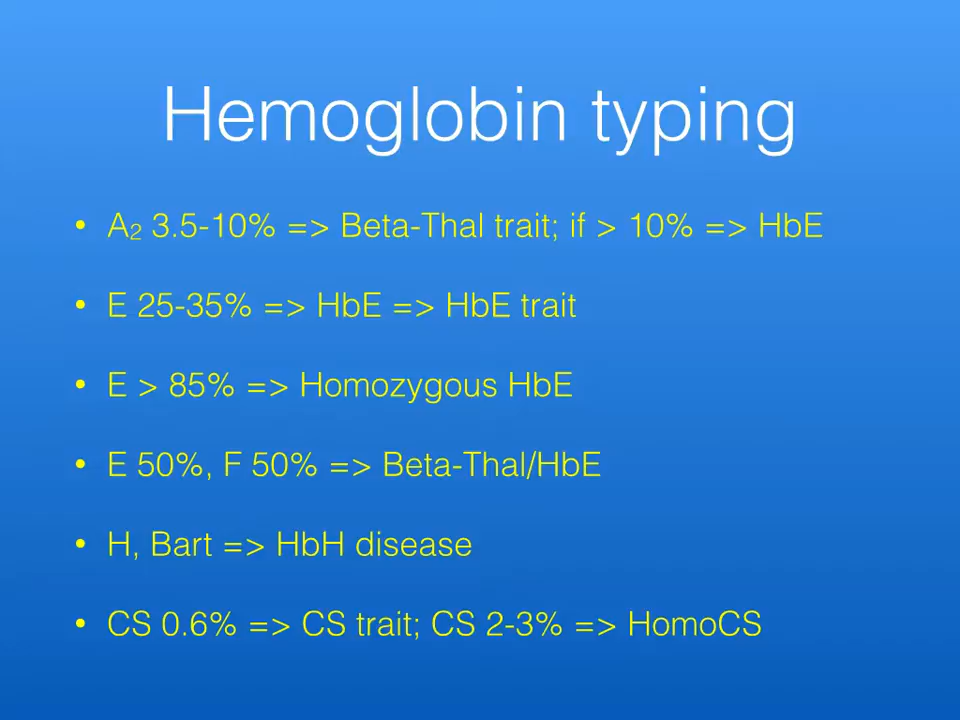 Hemoglobin typing
• A₂ 3.5-10% => Beta-Thal trait; if > 10% => HbE
• E 25-35% => HbE => HbE trait
• E > 85% => Homozygous HbE
• E 50%, F 50% => Beta-Thal/HbE
• H, Bart => HbH disease
• CS 0.6% => CS trait; CS 2-3% => HomoCS